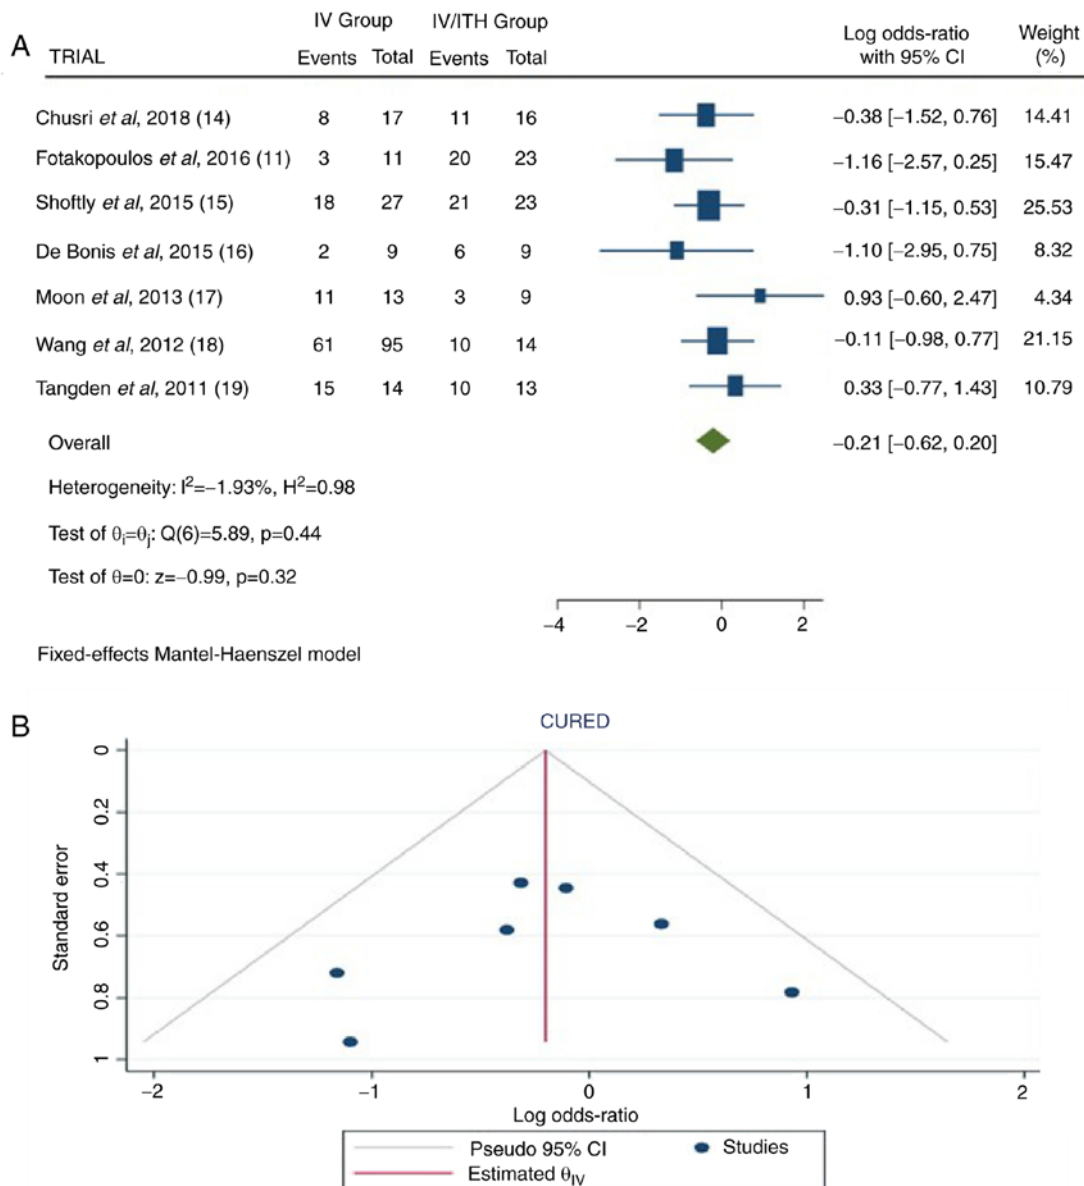 A
IV Group IV/ITH Group
TRIAL Events Total Events Total Log odds-ratio with 95% CI Weight (%)
Chusri et al, 2018 (14) 8 17 11 16 −0.38 [−1.52, 0.76] 14.41
Fotakopoulos et al, 2016 (11) 3 11 20 23 −1.16 [−2.57, 0.25] 15.47
Shoftly et al, 2015 (15) 18 27 21 23 −0.31 [−1.15, 0.53] 25.53
De Bonis et al, 2015 (16) 2 9 6 9 −1.10 [−2.95, 0.75] 8.32
Moon et al, 2013 (17) 11 13 3 9 0.93 [−0.60, 2.47] 4.34
Wang et al, 2012 (18) 61 95 10 14 −0.11 [−0.98, 0.77] 21.15
Tangden et al, 2011 (19) 15 14 10 13 0.33 [−0.77, 1.43] 10.79
Overall −0.21 [−0.62, 0.20]
Heterogeneity: I²=−1.93%, H²=0.98
Test of θi=θj: Q(6)=5.89, p=0.44
Test of θ=0: z=−0.99, p=0.32
−4 −2 0 2
Fixed-effects Mantel-Haenszel model
B
CURED
0
0.2
0.4
0.6
0.8
1
Standard error
−2 −1 0 1 2
Log odds-ratio
Pseudo 95% CI Studies
Estimated θIV